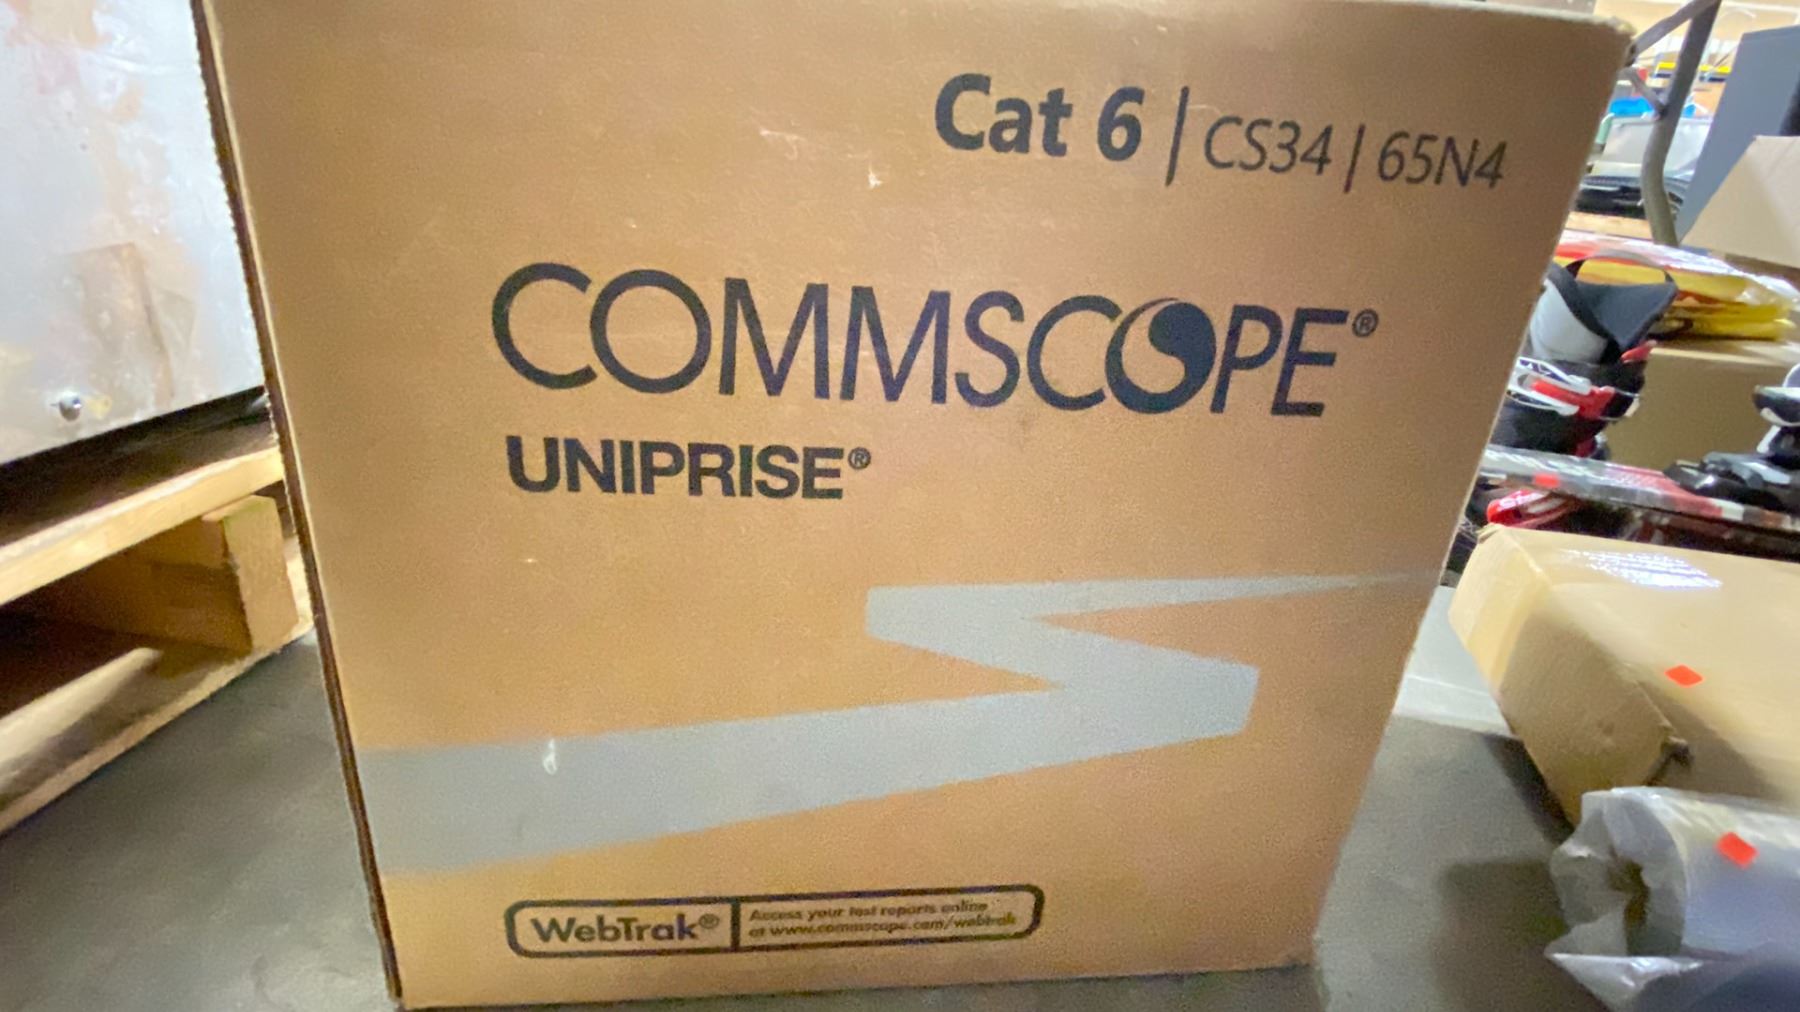 Cat 6 | CS34 | 65N4
COMMSCOPE®
UNIPRISE®
WebTrak®
Access your test reports online
at www.commscope.com/webtrak